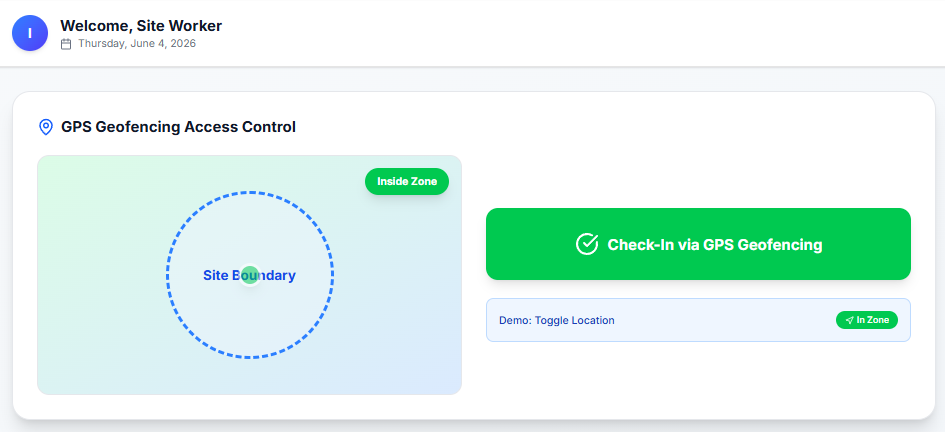 I
Welcome, Site Worker
Thursday, June 4, 2026
GPS Geofencing Access Control
Inside Zone
Site Boundary
Check-In via GPS Geofencing
Demo: Toggle Location
In Zone